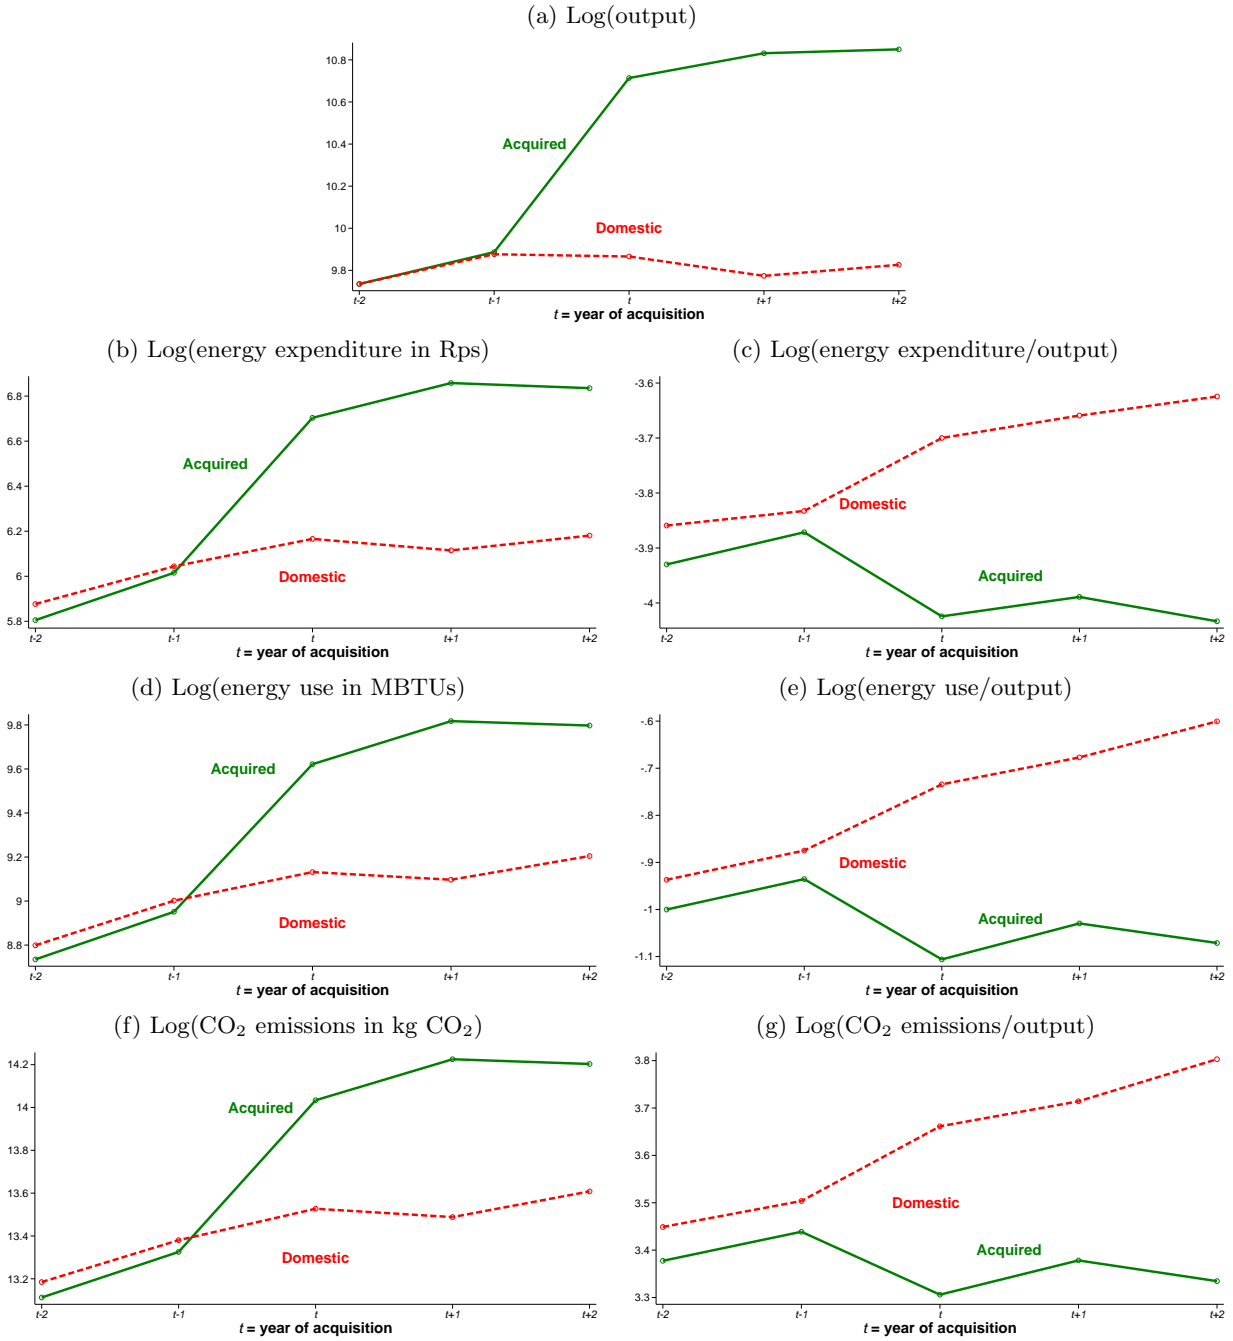 (a) Log(output)
10.8
10.6
10.4
10.2
10
9.8
Acquired
Domestic
t-2 t-1 t t+1 t+2
t = year of acquisition
(b) Log(energy expenditure in Rps)
6.8
6.6
6.4
6.2
6
5.8
Acquired
Domestic
t-2 t-1 t t+1 t+2
t = year of acquisition
(c) Log(energy expenditure/output)
-3.6
-3.7
-3.8
-3.9
-4
Domestic
Acquired
t-2 t-1 t t+1 t+2
t = year of acquisition
(d) Log(energy use in MBTUs)
9.8
9.6
9.4
9.2
9
8.8
Acquired
Domestic
t-2 t-1 t t+1 t+2
t = year of acquisition
(e) Log(energy use/output)
-.6
-.7
-.8
-.9
-1
-1.1
Domestic
Acquired
t-2 t-1 t t+1 t+2
t = year of acquisition
(f) Log(CO₂ emissions in kg CO₂)
14.2
14
13.8
13.6
13.4
13.2
Acquired
Domestic
t-2 t-1 t t+1 t+2
t = year of acquisition
(g) Log(CO₂ emissions/output)
3.8
3.7
3.6
3.5
3.4
3.3
Domestic
Acquired
t-2 t-1 t t+1 t+2
t = year of acquisition